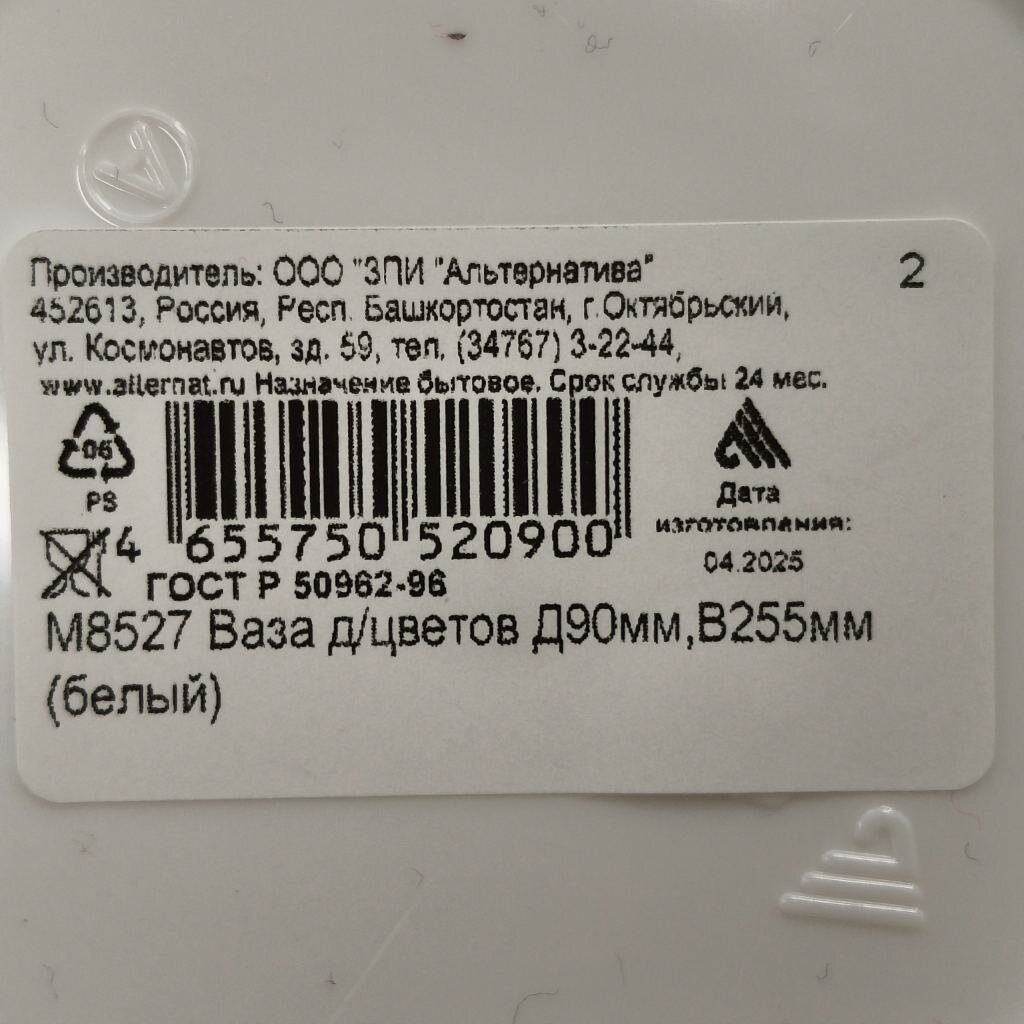 Производитель: ООО "ЗПИ "Альтернатива"
2
452613, Россия, Респ. Башкортостан, г.Октябрьский,
ул. Космонавтов, зд. 59, тел. (34767) 3-22-44,
www.alternat.ru Назначение бытовое. Срок службы 24 мес.
06
PS
Дата
изготовления:
04.2025
4 655750 520900
ГОСТ Р 50962-96
М8527 Ваза д/цветов Д90мм,В255мм
(белый)